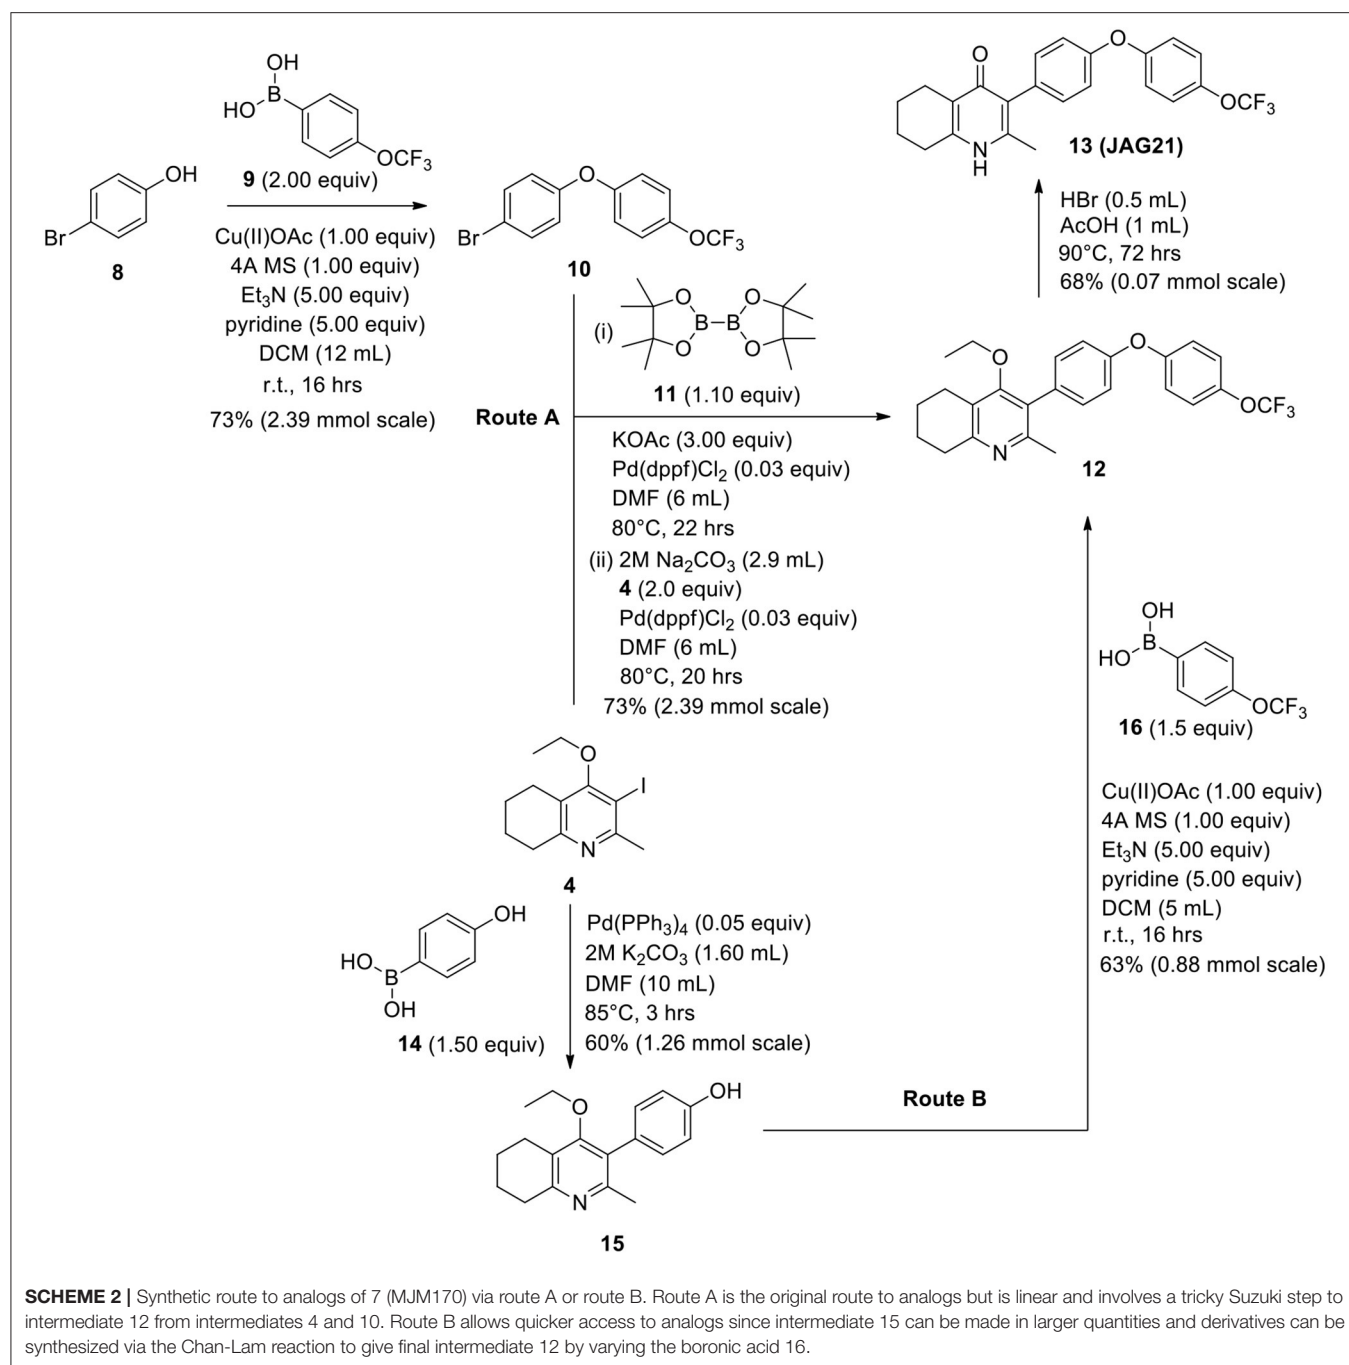 OH
HO
B
OCF3
9 (2.00 equiv)
OH
Br
8
Cu(II)OAc (1.00 equiv)
4A MS (1.00 equiv)
Et3N (5.00 equiv)
pyridine (5.00 equiv)
DCM (12 mL)
r.t., 16 hrs
73% (2.39 mmol scale)
O
Br
OCF3
10
Route A
(i)
O
O
B
B
O
O
11 (1.10 equiv)
KOAc (3.00 equiv)
Pd(dppf)Cl2 (0.03 equiv)
DMF (6 mL)
80°C, 22 hrs
(ii) 2M Na2CO3 (2.9 mL)
4 (2.0 equiv)
Pd(dppf)Cl2 (0.03 equiv)
DMF (6 mL)
80°C, 20 hrs
73% (2.39 mmol scale)
O
O
OCF3
N
H
13 (JAG21)
HBr (0.5 mL)
AcOH (1 mL)
90°C, 72 hrs
68% (0.07 mmol scale)
O
O
OCF3
N
12
O
I
N
4
OH
HO
B
OH
14 (1.50 equiv)
Pd(PPh3)4 (0.05 equiv)
2M K2CO3 (1.60 mL)
DMF (10 mL)
85°C, 3 hrs
60% (1.26 mmol scale)
O
OH
N
15
Route B
OH
HO
B
OCF3
16 (1.5 equiv)
Cu(II)OAc (1.00 equiv)
4A MS (1.00 equiv)
Et3N (5.00 equiv)
pyridine (5.00 equiv)
DCM (5 mL)
r.t., 16 hrs
63% (0.88 mmol scale)
SCHEME 2 | Synthetic route to analogs of 7 (MJM170) via route A or route B. Route A is the original route to analogs but is linear and involves a tricky Suzuki step to
intermediate 12 from intermediates 4 and 10. Route B allows quicker access to analogs since intermediate 15 can be made in larger quantities and derivatives can be
synthesized via the Chan-Lam reaction to give final intermediate 12 by varying the boronic acid 16.